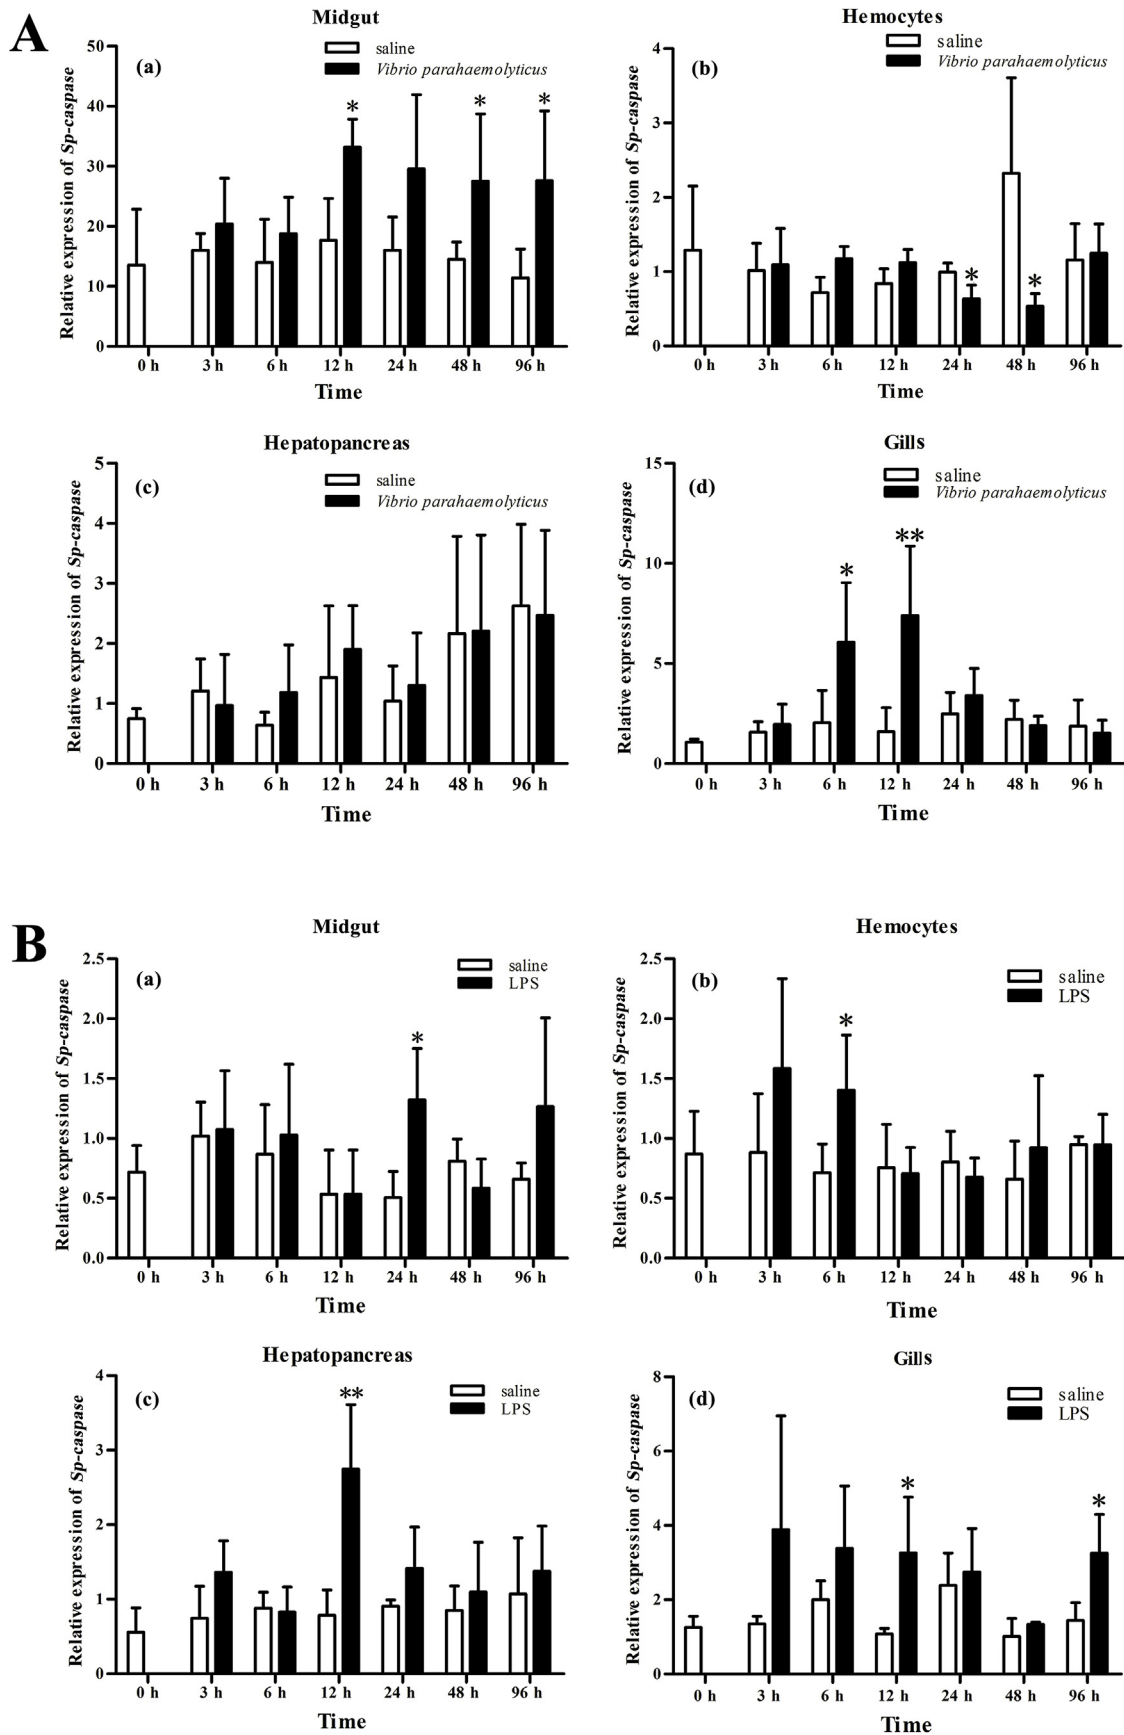 A
Midgut
(a)
saline
Vibrio parahaemolyticus
Relative expression of Sp-caspase
50
40
30
20
10
0
* * *
0 h 3 h 6 h 12 h 24 h 48 h 96 h
Time
Hemocytes
(b)
saline
Vibrio parahaemolyticus
Relative expression of Sp-caspase
4
3
2
1
0
* *
0 h 3 h 6 h 12 h 24 h 48 h 96 h
Time
Hepatopancreas
(c)
saline
Vibrio parahaemolyticus
Relative expression of Sp-caspase
5
4
3
2
1
0
0 h 3 h 6 h 12 h 24 h 48 h 96 h
Time
Gills
(d)
saline
Vibrio parahaemolyticus
Relative expression of Sp-caspase
15
10
5
0
* **
0 h 3 h 6 h 12 h 24 h 48 h 96 h
Time
B
Midgut
(a)
saline
LPS
Relative expression of Sp-caspase
2.5
2.0
1.5
1.0
0.5
0.0
*
0 h 3 h 6 h 12 h 24 h 48 h 96 h
Time
Hemocytes
(b)
saline
LPS
Relative expression of Sp-caspase
2.5
2.0
1.5
1.0
0.5
0.0
*
0 h 3 h 6 h 12 h 24 h 48 h 96 h
Time
Hepatopancreas
(c)
saline
LPS
Relative expression of Sp-caspase
4
3
2
1
0
**
0 h 3 h 6 h 12 h 24 h 48 h 96 h
Time
Gills
(d)
saline
LPS
Relative expression of Sp-caspase
8
6
4
2
0
* *
0 h 3 h 6 h 12 h 24 h 48 h 96 h
Time